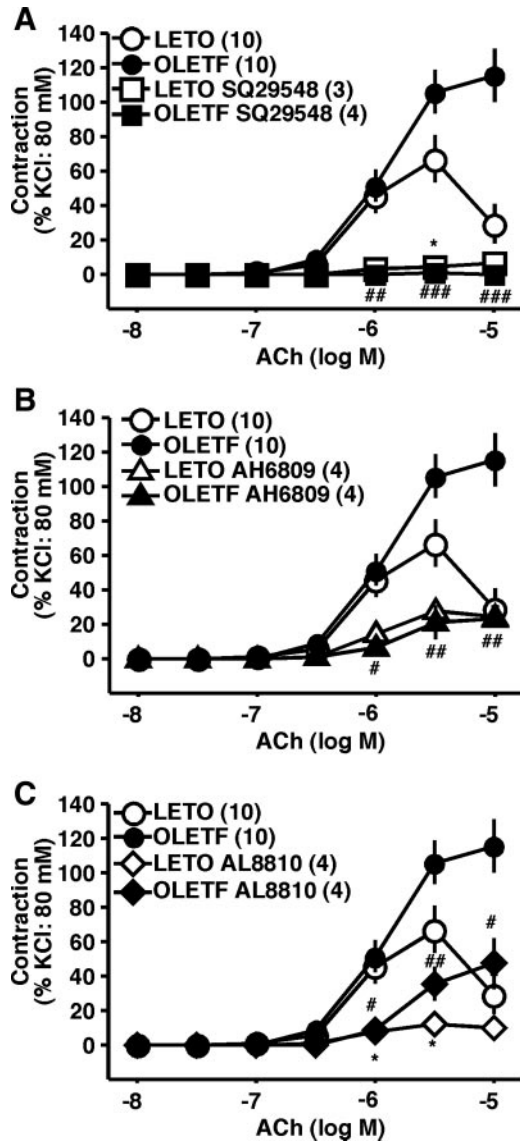 A
LETO (10)
OLETF (10)
LETO SQ29548 (3)
OLETF SQ29548 (4)
Contraction
(% KCl: 80 mM)
140
120
100
80
60
40
20
0
*
## ### ###
-8 -7 -6 -5
ACh (log M)
B
LETO (10)
OLETF (10)
LETO AH6809 (4)
OLETF AH6809 (4)
Contraction
(% KCl: 80 mM)
140
120
100
80
60
40
20
0
# ## ##
-8 -7 -6 -5
ACh (log M)
C
LETO (10)
OLETF (10)
LETO AL8810 (4)
OLETF AL8810 (4)
Contraction
(% KCl: 80 mM)
140
120
100
80
60
40
20
0
#
##
#
* *
-8 -7 -6 -5
ACh (log M)